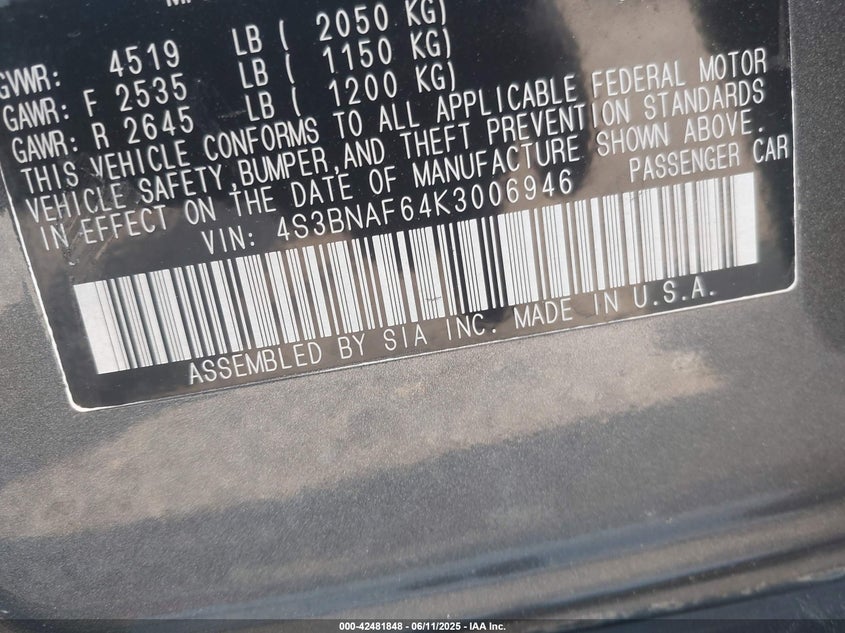 GVWR: 4519 LB ( 2050 KG)
GAWR: F 2535 LB ( 1150 KG)
GAWR: R 2645 LB ( 1200 KG)
THIS VEHICLE CONFORMS TO ALL APPLICABLE FEDERAL MOTOR
VEHICLE SAFETY,BUMPER,AND THEFT PREVENTION STANDARDS
IN EFFECT ON THE DATE OF MANUFACTURE SHOWN ABOVE.
VIN: 4S3BNAF64K3006946 PASSENGER CAR
ASSEMBLED BY SIA INC. MADE IN U.S.A.
000-42481848 - 06/11/2025 - IAA Inc.